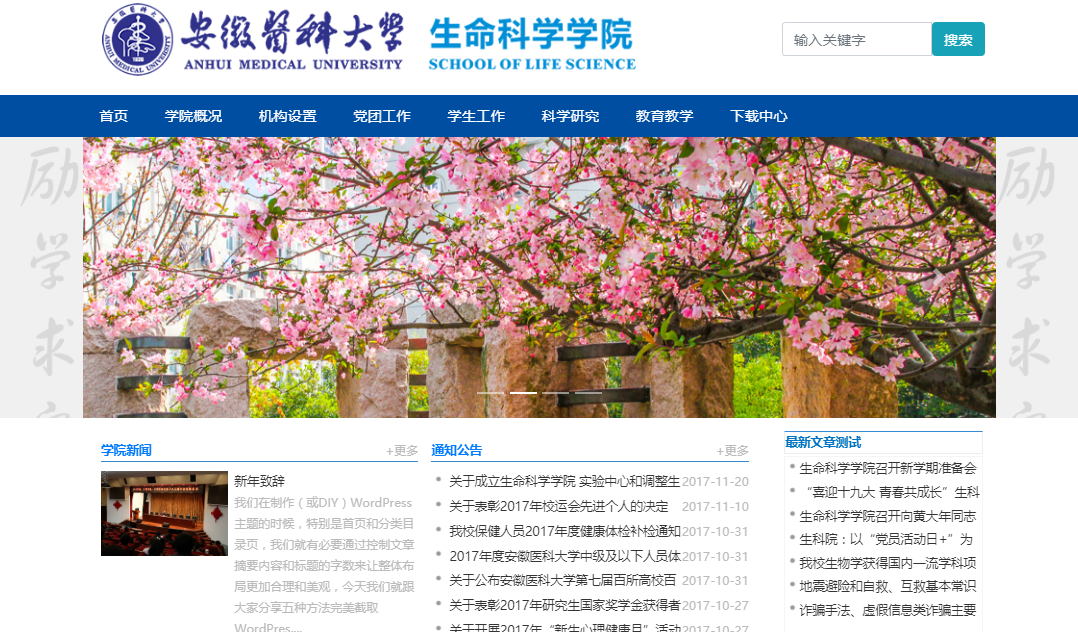 安徽醫科大學
ANHUI MEDICAL UNIVERSITY
生命科学学院
SCHOOL OF LIFE SCIENCE
输入关键字
搜索
首页 学院概况 机构设置 党团工作 学生工作 科学研究 教育教学 下载中心
励
学
求
励
学
求
学院新闻 +更多
新年致辞
我们在制作（或DIY）WordPress
主题的时候，特别是首页和分类目
录页，我们就有必要通过控制文章
摘要内容和标题的字数来让整体布
局更加合理和美观，今天我们就跟
大家分享五种方法完美截取
WordPres....
通知公告 +更多
关于成立生命科学学院 实验中心和调整生 2017-11-20
关于表彰2017年校运会先进个人的决定 2017-11-10
我校保健人员2017年度健康体检补检通知 2017-10-31
2017年度安徽医科大学中级及以下人员体 2017-10-31
关于公布安徽医科大学第七届百所高校百 2017-10-31
关于表彰2017年研究生国家奖学金获得者 2017-10-27
关于开展2017年“新生心理健康月”活动 2017-10-27
最新文章测试
生命科学学院召开新学期准备会
“喜迎十九大 青春共成长”生科
生命科学学院召开向黄大年同志
生科院：以“党员活动日+”为
我校生物学获得国内一流学科项
地震避险和自救、互救基本常识
诈骗手法、虚假信息类诈骗主要